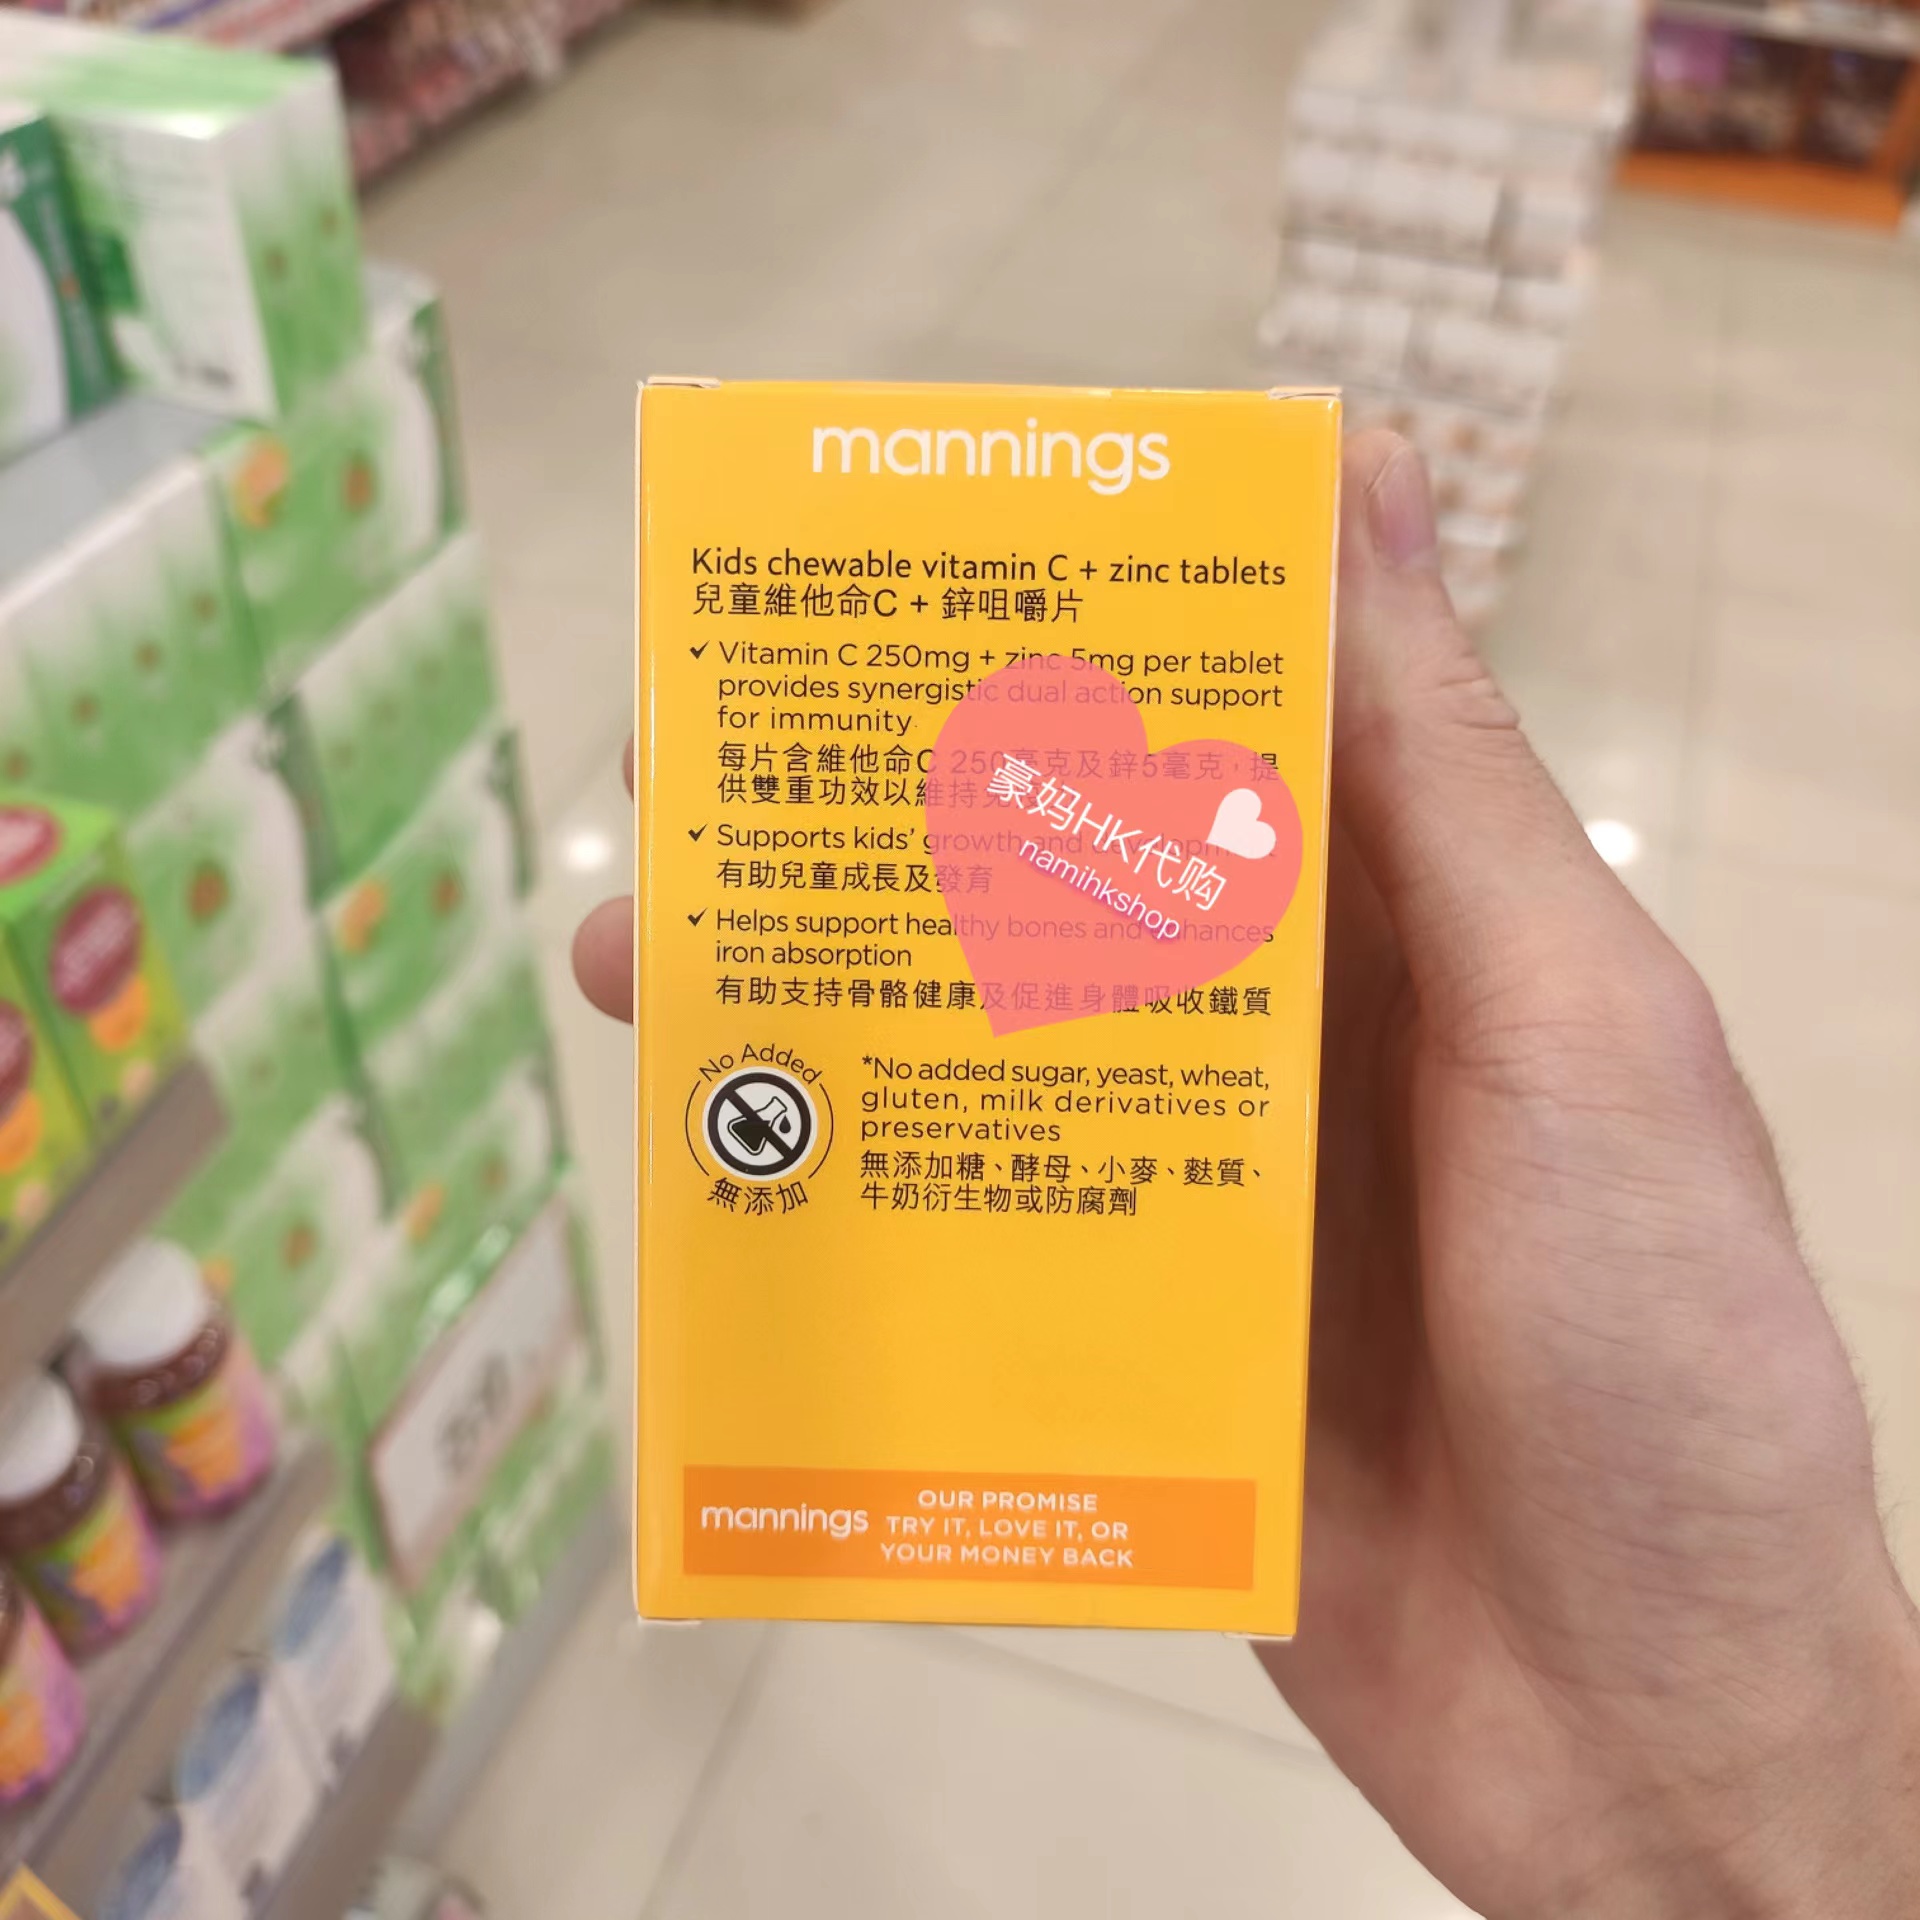 mannings
Kids chewable vitamin C + zinc tablets
兒童維他命C + 鋅咀嚼片
✓ Vitamin C 250mg + zinc 5mg per tablet
provides synergistic dual action support
for immunity.
每片含維他命C 250毫克及鋅5毫克，提
供雙重功效以維持免疫
✓ Supports kids' growth and development
有助兒童成長及發育
✓ Helps support healthy bones and enhances
iron absorption
有助支持骨骼健康及促進身體吸收鐵質
豪妈HK代购
namihkshop
No Added
無添加
*No added sugar, yeast, wheat,
gluten, milk derivatives or
preservatives
無添加糖、酵母、小麥、麩質、
牛奶衍生物或防腐劑
mannings
OUR PROMISE
TRY IT, LOVE IT, OR
YOUR MONEY BACK